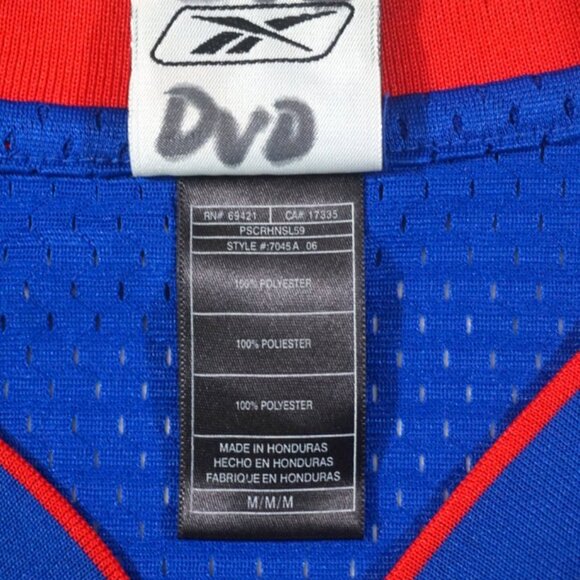 DVD
RN# 69421 CA# 17335
PSCRHNSL59
STYLE #:7045A 06
100% POLYESTER
100% POLIESTER
100% POLYESTER
MADE IN HONDURAS
HECHO EN HONDURAS
FABRIQUE EN HONDURAS
M/M/M